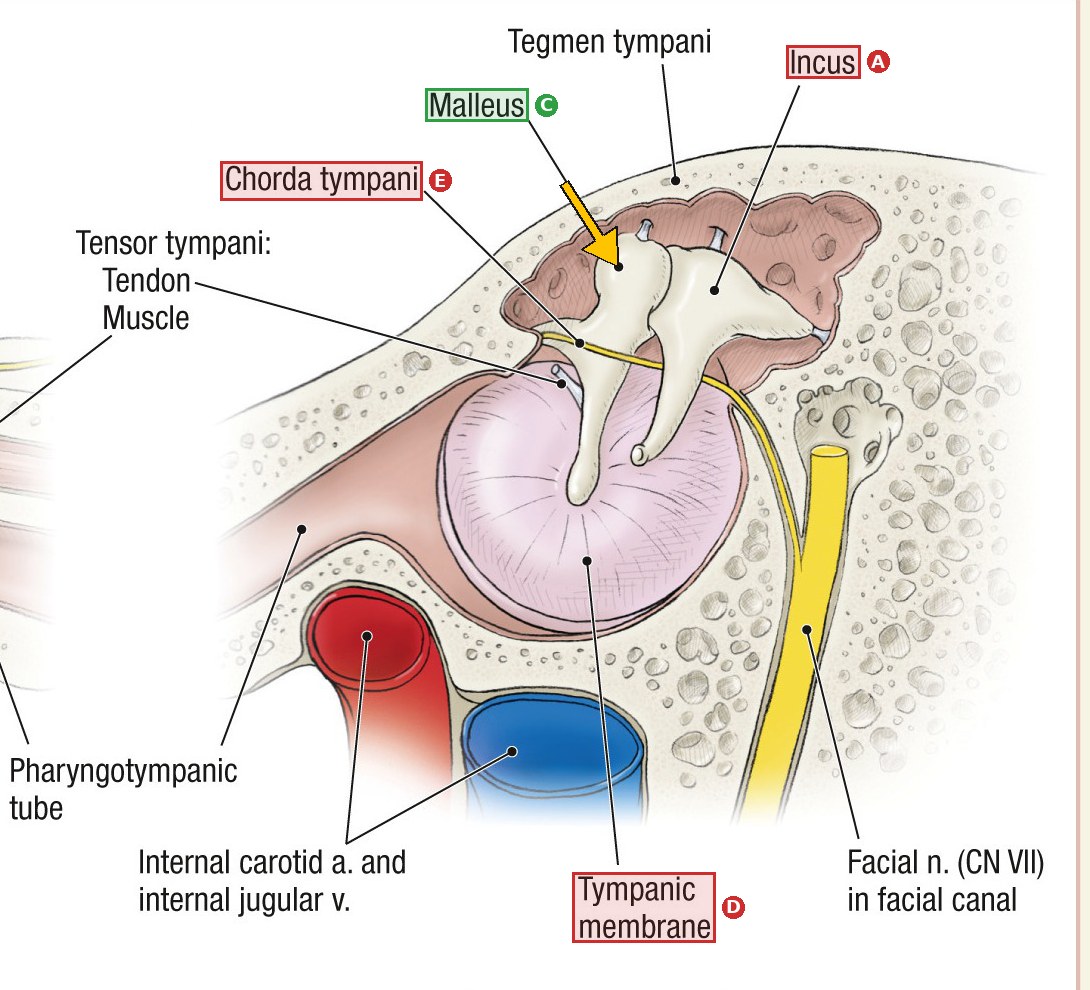 Tegmen tympani
Incus A
Malleus C
Chorda tympani E
Tensor tympani:
Tendon
Muscle
Pharyngotympanic
tube
Internal carotid a. and
internal jugular v.
Tympanic
membrane D
Facial n. (CN VII)
in facial canal